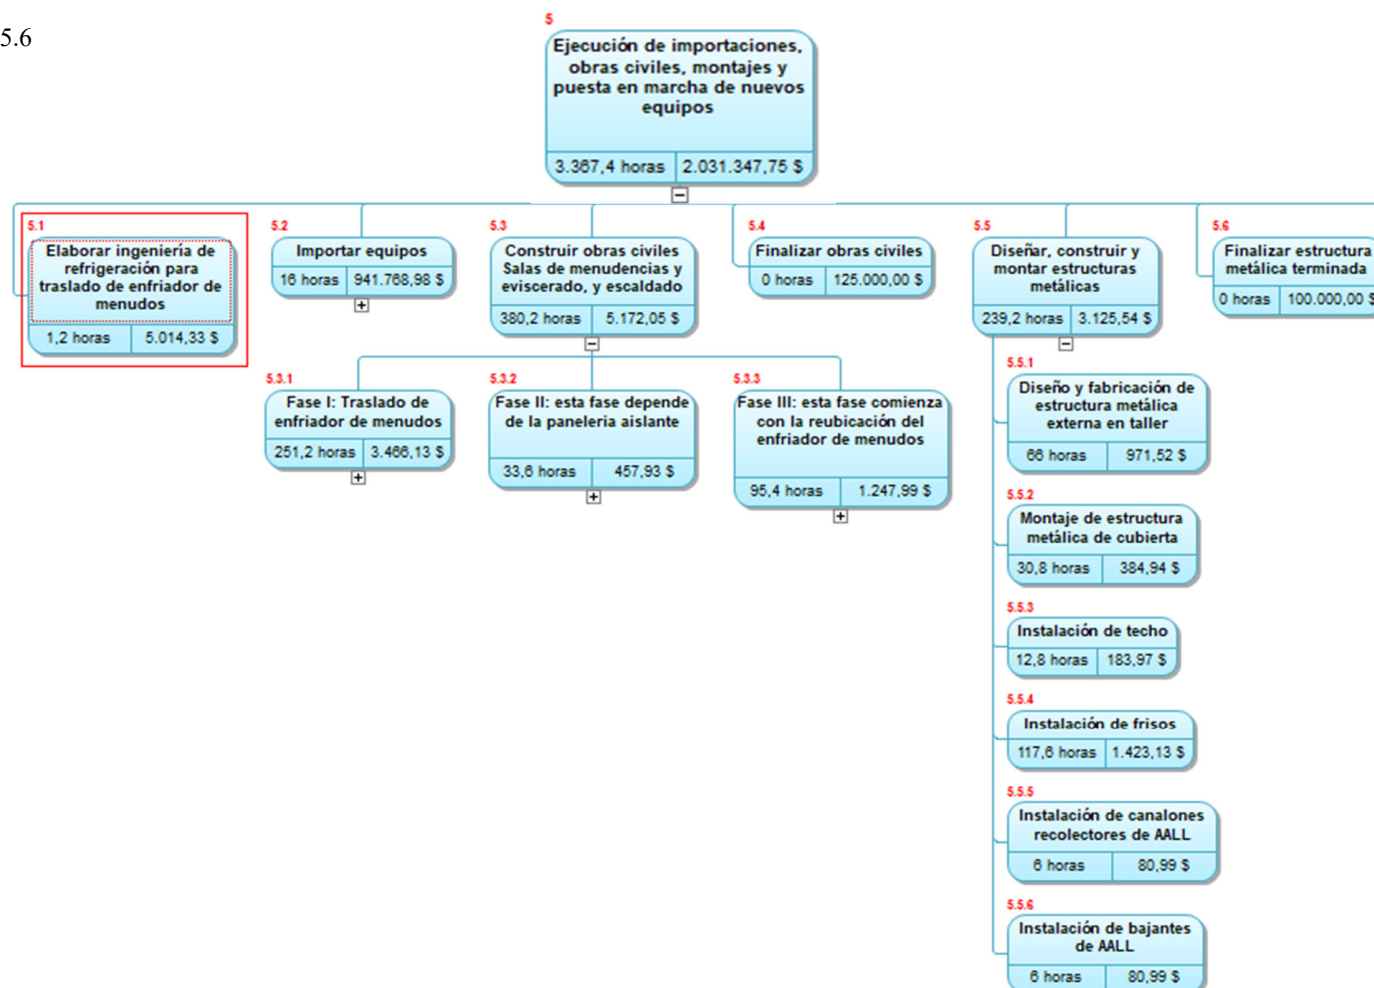 5.6
5
Ejecución de importaciones,
obras civiles, montajes y
puesta en marcha de nuevos
equipos
3.367,4 horas 2.031.347,75 $
5.1
Elaborar ingeniería de
refrigeración para
traslado de enfriador de
menudos
1,2 horas 5.014,33 $
5.2
Importar equipos
16 horas 941.768,98 $
5.3
Construir obras civiles
Salas de menudencias y
eviscerado, y escaldado
380,2 horas 5.172,05 $
5.4
Finalizar obras civiles
0 horas 125.000,00 $
5.5
Diseñar, construir y
montar estructuras
metálicas
239,2 horas 3.125,54 $
5.6
Finalizar estructura
metálica terminada
0 horas 100.000,00 $
5.3.1
Fase I: Traslado de
enfriador de menudos
251,2 horas 3.466,13 $
5.3.2
Fase II: esta fase depende
de la paneleria aislante
33,6 horas 457,93 $
5.3.3
Fase III: esta fase comienza
con la reubicación del
enfriador de menudos
95,4 horas 1.247,99 $
5.5.1
Diseño y fabricación de
estructura metálica
externa en taller
66 horas 971,52 $
5.5.2
Montaje de estructura
metálica de cubierta
30,8 horas 384,94 $
5.5.3
Instalación de techo
12,8 horas 183,97 $
5.5.4
Instalación de frisos
117,6 horas 1.423,13 $
5.5.5
Instalación de canalones
recolectores de AALL
6 horas 80,99 $
5.5.6
Instalación de bajantes
de AALL
6 horas 80,99 $